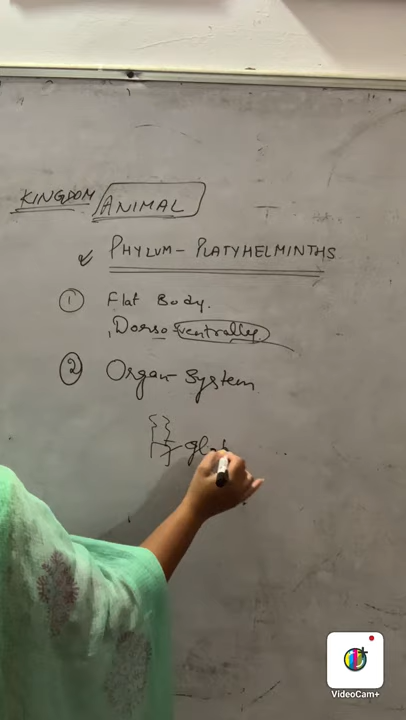 KINGDOM ANIMAL
PHYLUM - PLATYHELMINTHS
① Flat Body.
, Dorso ventrally
② Organ-System
VideoCam+